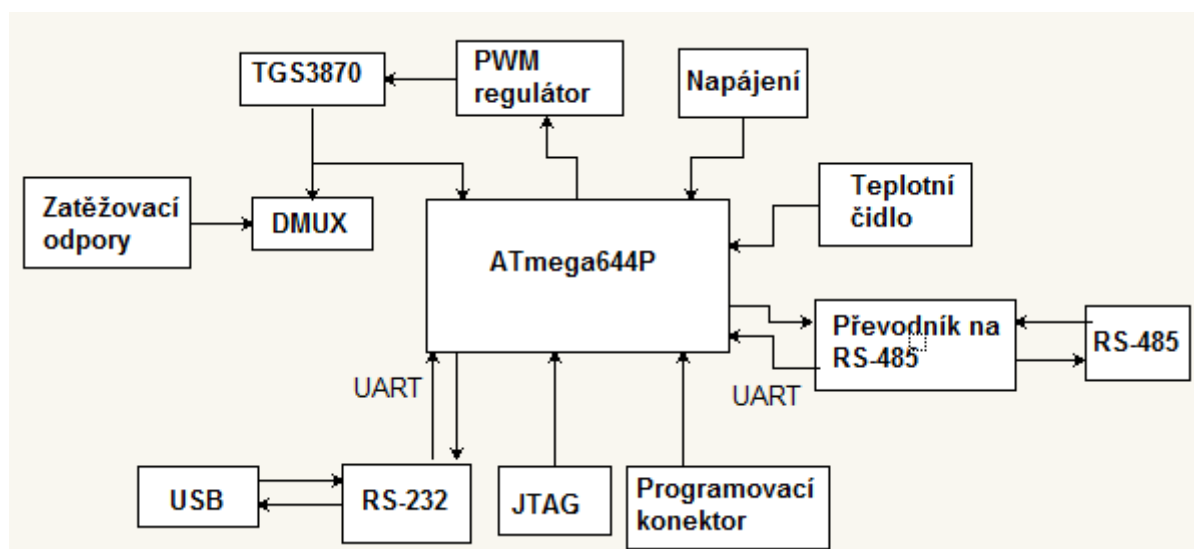 TGS3870
PWM
regulátor
Napájení
Zatěžovací
odpory
DMUX
ATmega644P
Teplotní
čidlo
Převodník na
RS-485
RS-485
UART
UART
USB
RS-232
JTAG
Programovací
konektor